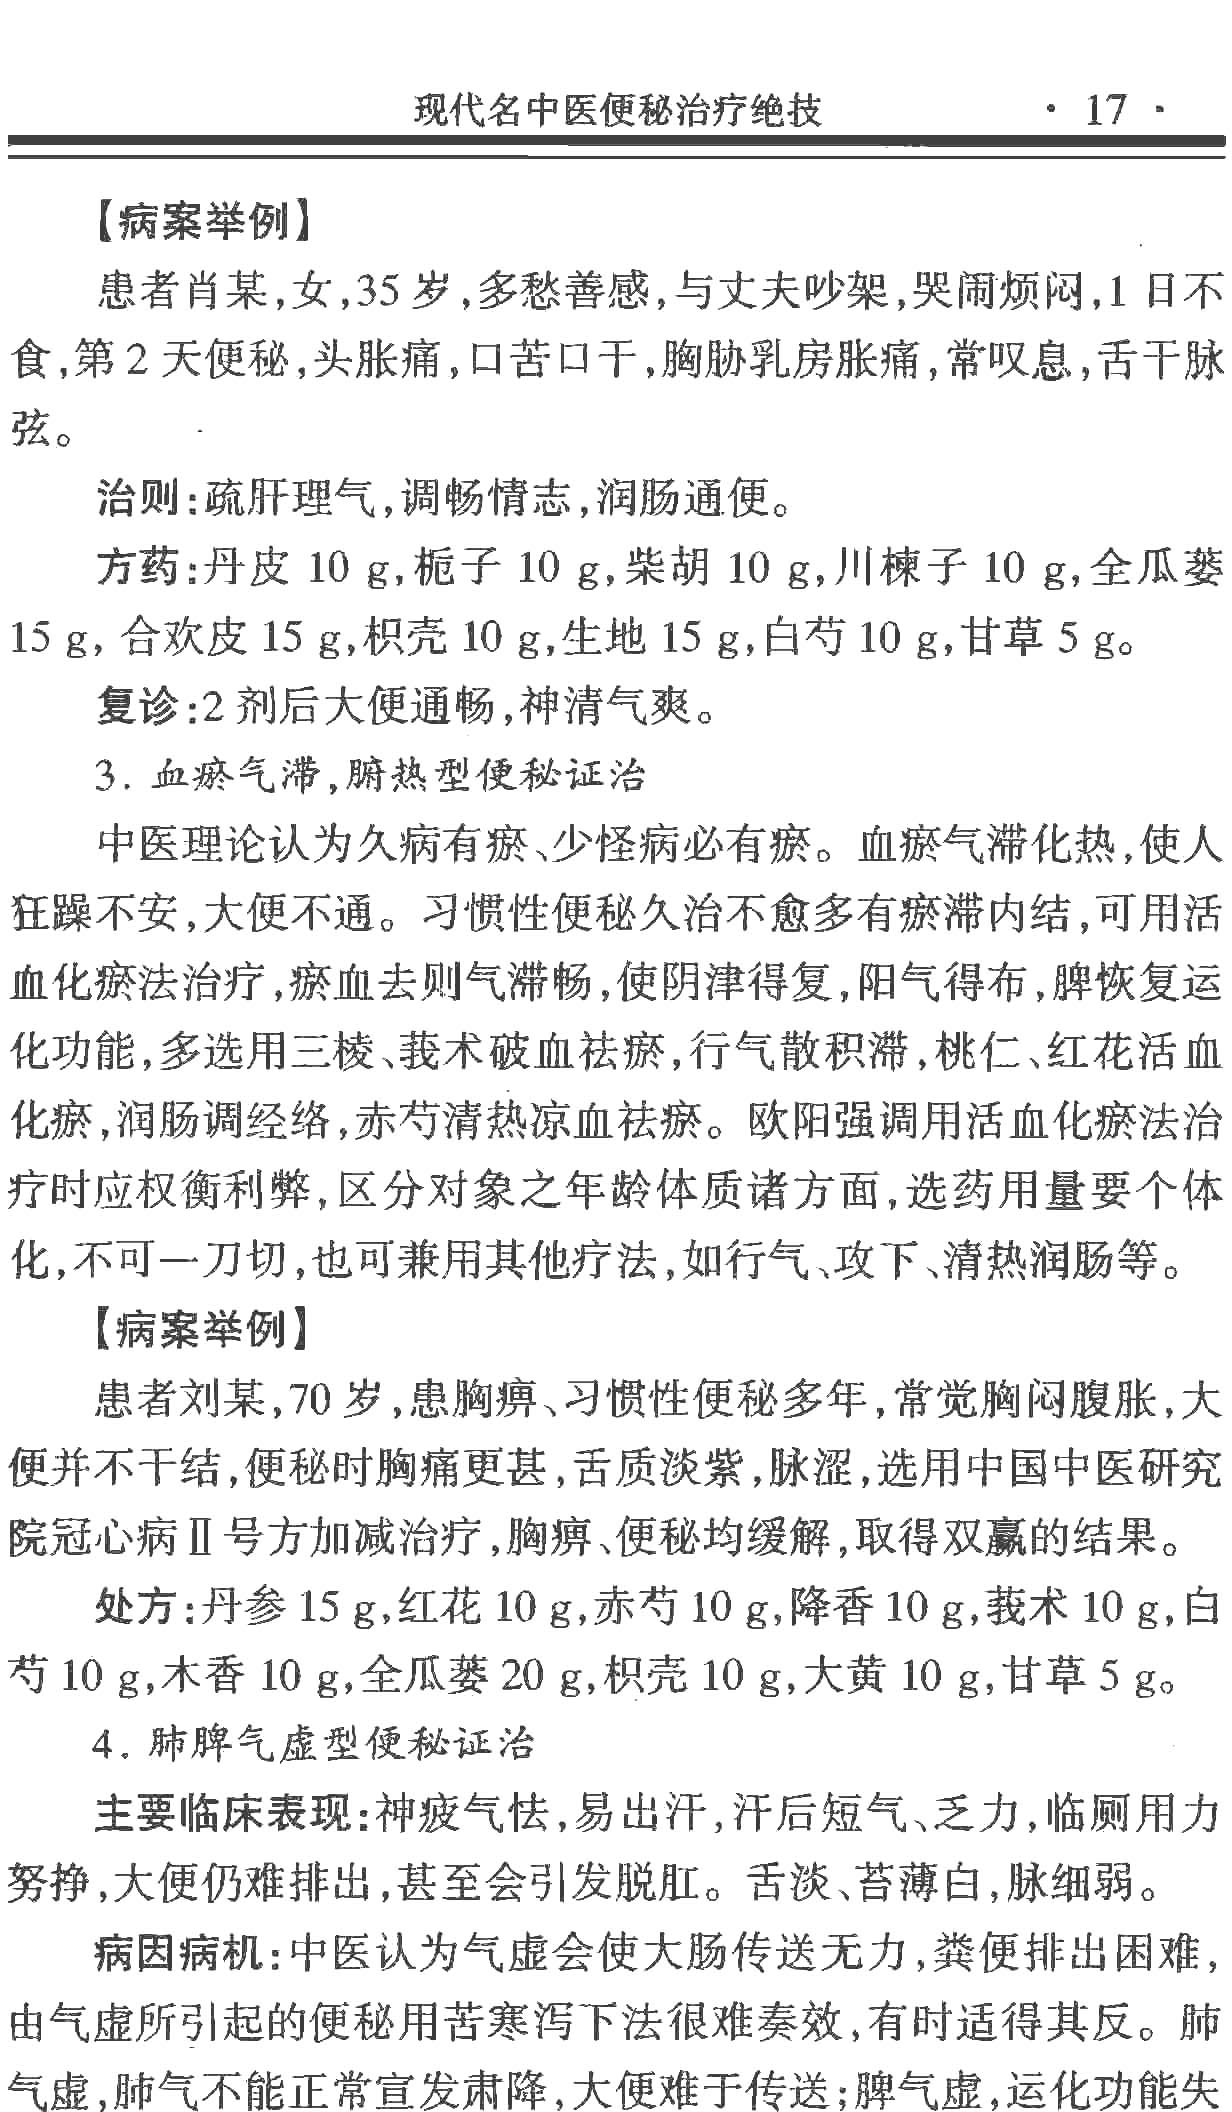 现代名中医便秘治疗绝技 · 17 ·
【病案举例】
患者肖某,女,35 岁,多愁善感,与丈夫吵架,哭闹烦闷,1 日不
食,第 2 天便秘,头胀痛,口苦口干,胸胁乳房胀痛,常叹息,舌干脉
弦。
治则:疏肝理气,调畅情志,润肠通便。
方药:丹皮 10 g,栀子 10 g,柴胡 10 g,川楝子 10 g,全瓜蒌
15 g, 合欢皮 15 g,枳壳 10 g,生地 15 g,白芍 10 g,甘草 5 g。
复诊:2 剂后大便通畅,神清气爽。
3. 血瘀气滞,腑热型便秘证治
中医理论认为久病有瘀、少怪病必有瘀。血瘀气滞化热,使人
狂躁不安,大便不通。习惯性便秘久治不愈多有瘀滞内结,可用活
血化瘀法治疗,瘀血去则气滞畅,使阴津得复,阳气得布,脾恢复运
化功能,多选用三棱、莪术破血祛瘀,行气散积滞,桃仁、红花活血
化瘀,润肠调经络,赤芍清热凉血祛瘀。欧阳强调用活血化瘀法治
疗时应权衡利弊,区分对象之年龄体质诸方面,选药用量要个体
化,不可一刀切,也可兼用其他疗法,如行气、攻下、清热润肠等。
【病案举例】
患者刘某,70 岁,患胸痹、习惯性便秘多年,常觉胸闷腹胀,大
便并不干结,便秘时胸痛更甚,舌质淡紫,脉涩,选用中国中医研究
院冠心病Ⅱ号方加减治疗,胸痹、便秘均缓解,取得双赢的结果。
处方:丹参 15 g,红花 10 g,赤芍 10 g,降香 10 g,莪术 10 g,白
芍 10 g,木香 10 g,全瓜蒌 20 g,枳壳 10 g,大黄 10 g,甘草 5 g。
4. 肺脾气虚型便秘证治
主要临床表现:神疲气怯,易出汗,汗后短气、乏力,临厕用力
努挣,大便仍难排出,甚至会引发脱肛。舌淡、苔薄白,脉细弱。
病因病机:中医认为气虚会使大肠传送无力,粪便排出困难,
由气虚所引起的便秘用苦寒泻下法很难奏效,有时适得其反。肺
气虚,肺气不能正常宣发肃降,大便难于传送;脾气虚,运化功能失